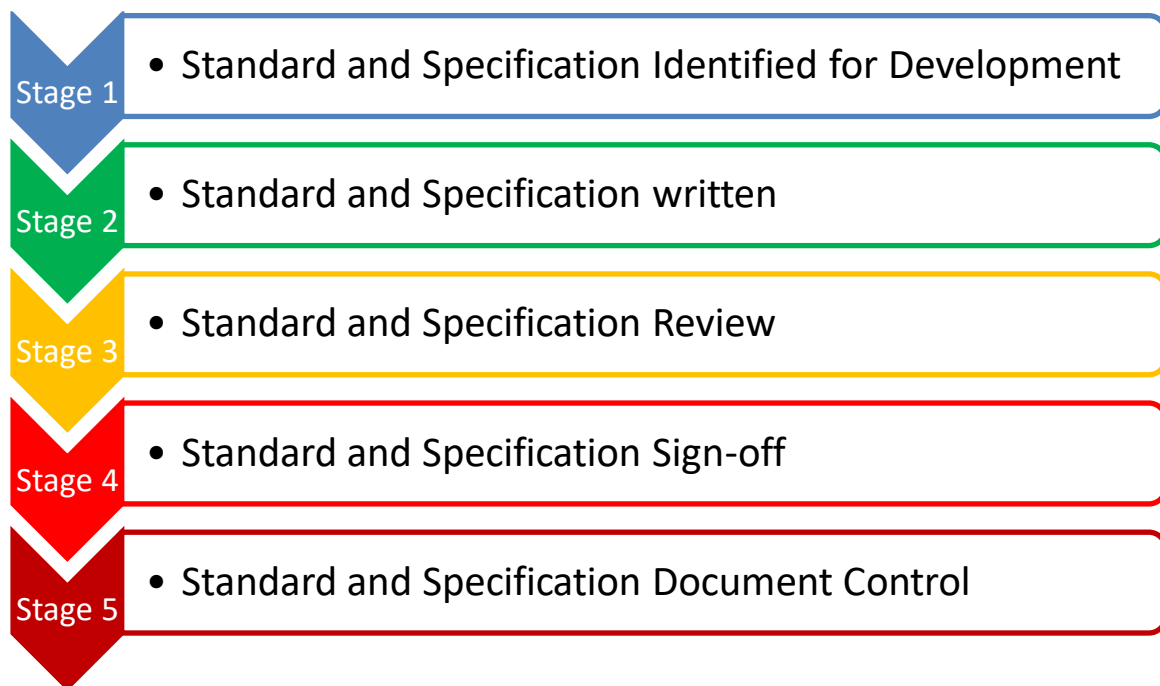 Stage 1
• Standard and Specification Identified for Development
Stage 2
• Standard and Specification written
Stage 3
• Standard and Specification Review
Stage 4
• Standard and Specification Sign-off
Stage 5
• Standard and Specification Document Control